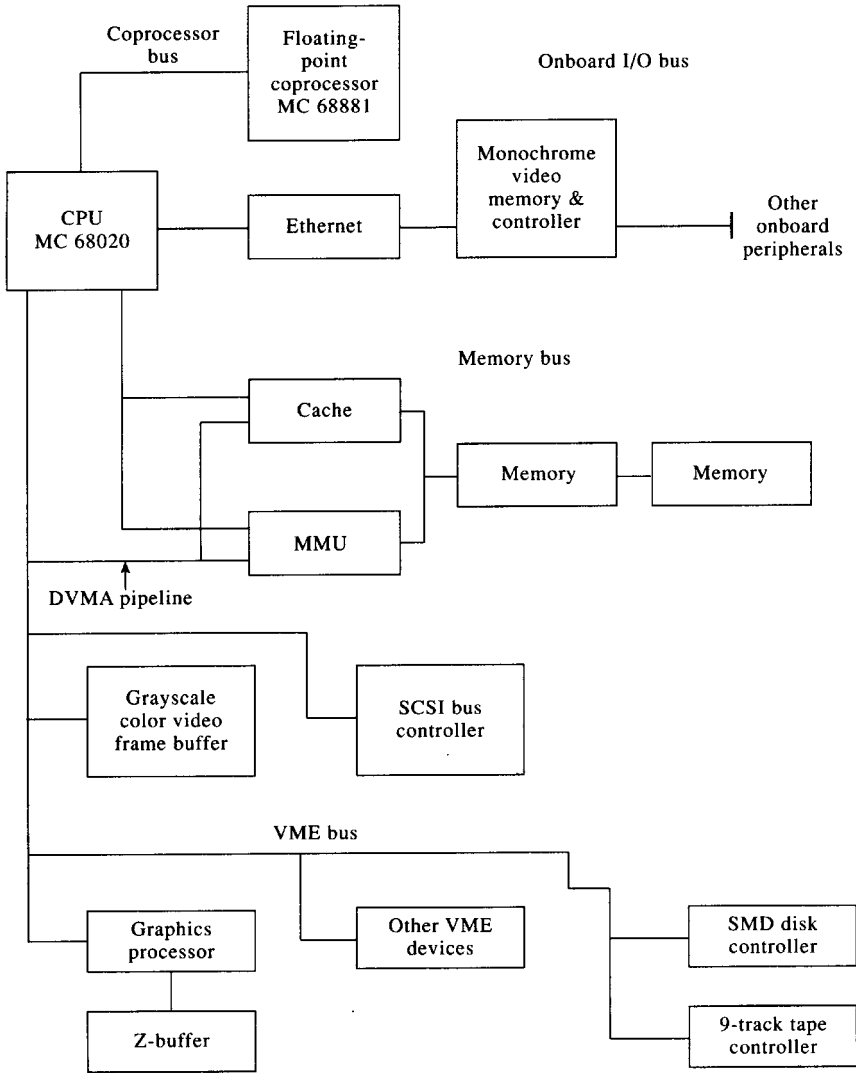 Coprocessor
bus
Floating-
point
coprocessor
MC 68881
Onboard I/O bus
CPU
MC 68020
Ethernet
Monochrome
video
memory &
controller
Other
onboard
peripherals
Memory bus
Cache
Memory
Memory
MMU
DVMA pipeline
Grayscale
color video
frame buffer
SCSI bus
controller
VME bus
Graphics
processor
Other VME
devices
SMD disk
controller
Z-buffer
9-track tape
controller